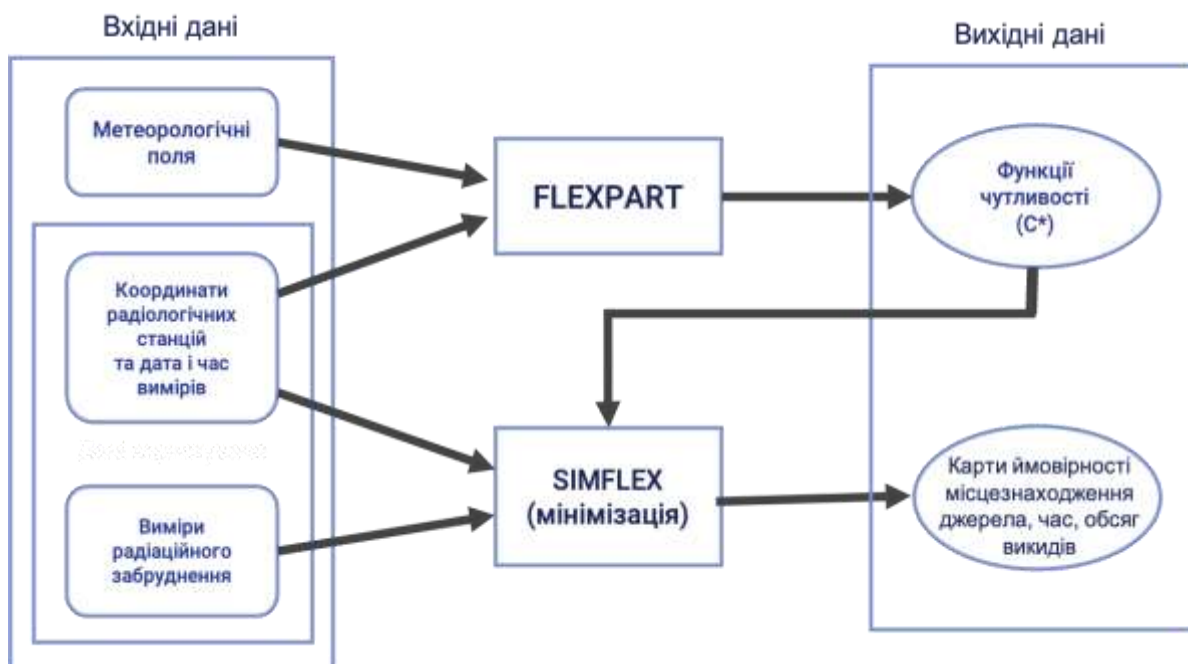 Вхідні дані
Вихідні дані
Метеорологічні
поля
FLEXPART
Функції
чутливості
(C*)
Координати
радіологічних
станцій
та дата і час
вимірів
SIMFLEX
(мінімізація)
Карти ймовірності
місцезнаходження
джерела, час, обсяг
викидів
Виміри
радіаційного
забруднення